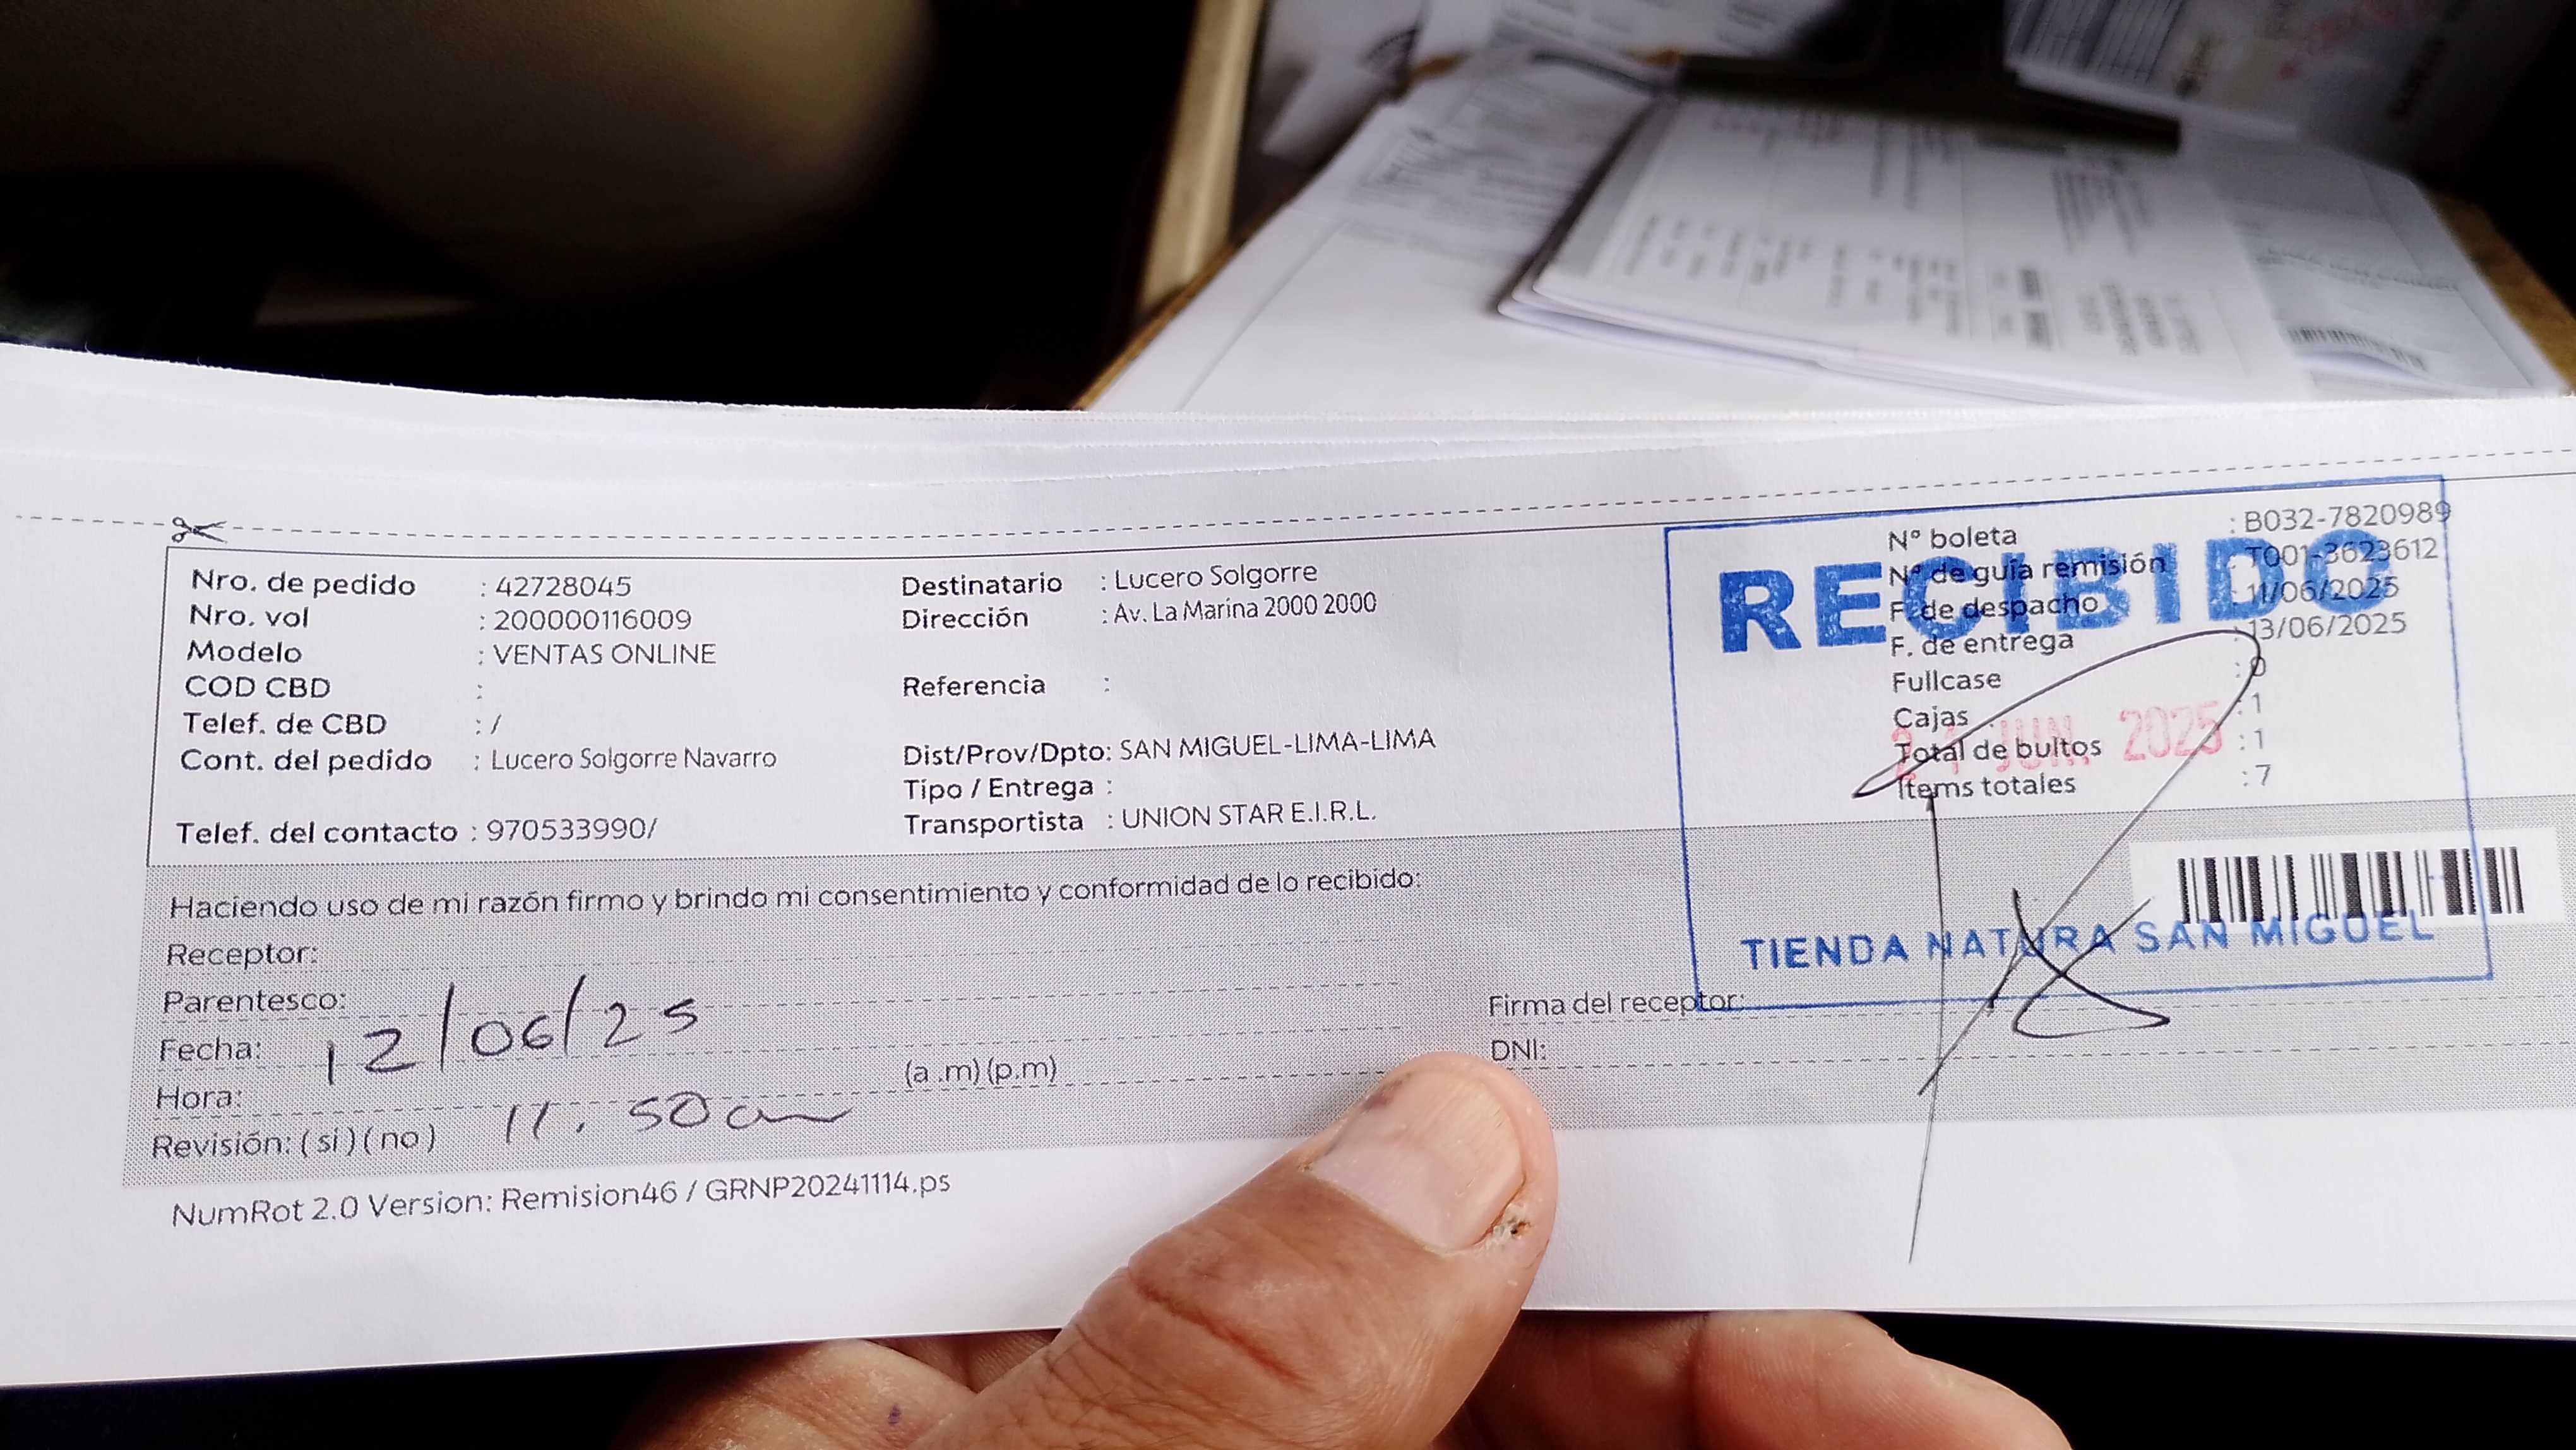 Nro. de pedido : 42728045
Nro. vol : 200000116009
Modelo : VENTAS ONLINE
COD CBD :
Telef. de CBD : /
Cont. del pedido : Lucero Solgorre Navarro
Telef. del contacto : 970533990/
Destinatario : Lucero Solgorre
Dirección : Av. La Marina 2000 2000
Referencia :
Dist/Prov/Dpto: SAN MIGUEL-LIMA-LIMA
Tipo / Entrega :
Transportista : UNION STAR E.I.R.L.
N° boleta : B032-7820989
N° de guía remisión : T001-3623612
F. de despacho : 11/06/2025
F. de entrega : 13/06/2025
Fullcase : 0
Cajas : 1
Total de bultos : 1
Items totales : 7
RECIBIDO
JUN. 2025
TIENDA NATURA SAN MIGUEL
Haciendo uso de mi razón firmo y brindo mi consentimiento y conformidad de lo recibido:
Receptor:
Parentesco:
Fecha: 12/06/25
Hora: 11.50am (a .m) (p.m)
Revisión: ( si ) ( no )
Firma del receptor:
DNI:
NumRot 2.0 Version: Remision46 / GRNP20241114.ps